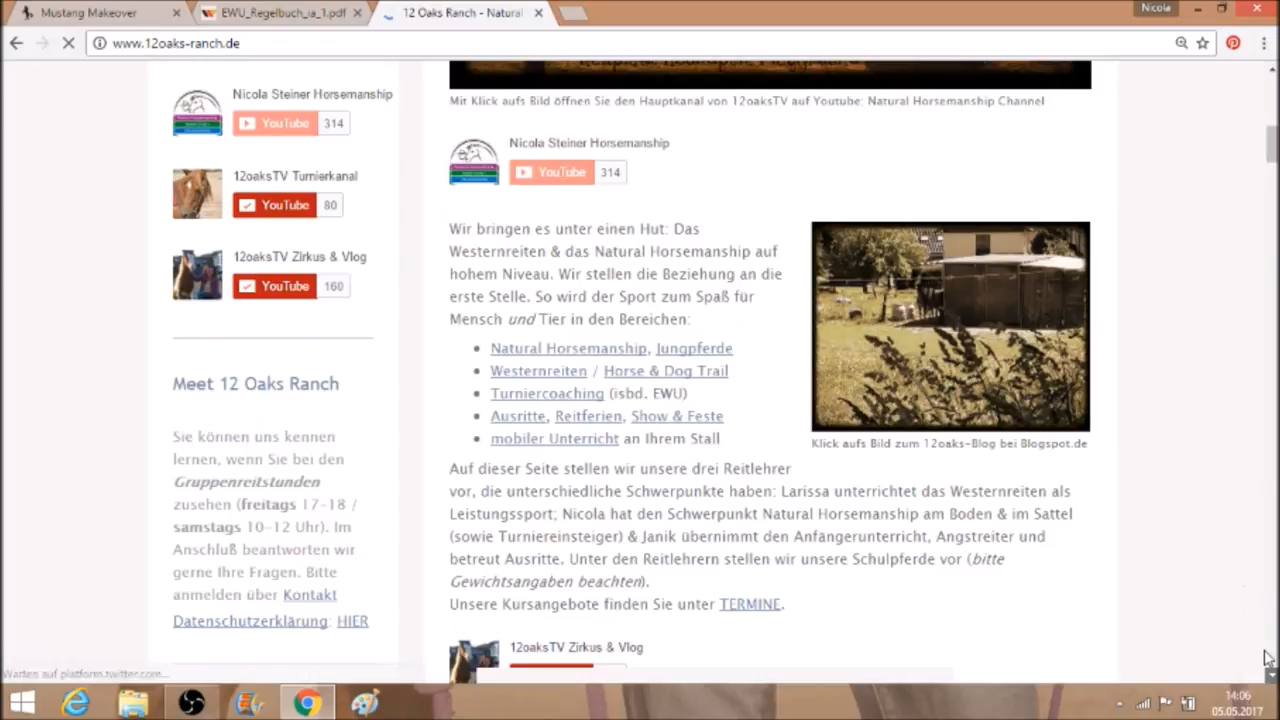 Mustang Makeover
EWU_Regelbuch_ia_1.pdf
12 Oaks Ranch - Natural
Nicola
www.12oaks-ranch.de
Nicola Steiner Horsemanship
YouTube 314
12oaksTV Turnierkanal
YouTube 80
12oaksTV Zirkus & Vlog
YouTube 160
Meet 12 Oaks Ranch
Sie können uns kennen
lernen, wenn Sie bei den
Gruppenreitstunden
zusehen (freitags 17-18 /
samstags 10-12 Uhr). Im
Anschluß beantworten wir
gerne Ihre Fragen. Bitte
anmelden über Kontakt
Datenschutzerklärung: HIER
Mit Klick aufs Bild öffnen Sie den Hauptkanal von 12oaksTV auf Youtube: Natural Horsemanship Channel
Nicola Steiner Horsemanship
YouTube 314
Wir bringen es unter einen Hut: Das
Westernreiten & das Natural Horsemanship auf
hohem Niveau. Wir stellen die Beziehung an die
erste Stelle. So wird der Sport zum Spaß für
Mensch und Tier in den Bereichen:
Natural Horsemanship, Jungpferde
Westernreiten / Horse & Dog Trail
Turniercoaching (isbd. EWU)
Ausritte, Reitferien, Show & Feste
mobiler Unterricht an Ihrem Stall
Klick aufs Bild zum 12oaks-Blog bei Blogspot.de
Auf dieser Seite stellen wir unsere drei Reitlehrer
vor, die unterschiedliche Schwerpunkte haben: Larissa unterrichtet das Westernreiten als
Leistungssport; Nicola hat den Schwerpunkt Natural Horsemanship am Boden & im Sattel
(sowie Turniereinsteiger) & Janik übernimmt den Anfängerunterricht, Angstreiter und
betreut Ausritte. Unter den Reitlehrern stellen wir unsere Schulpferde vor (bitte
Gewichtsangaben beachten).
Unsere Kursangebote finden Sie unter TERMINE.
12oaksTV Zirkus & Vlog
Warten auf platform.twitter.com...
14:06
05.05.2017